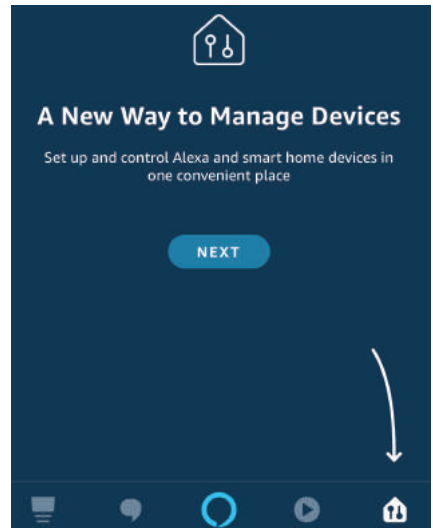 A New Way to Manage Devices
Set up and control Alexa and smart home devices in
one convenient place
NEXT